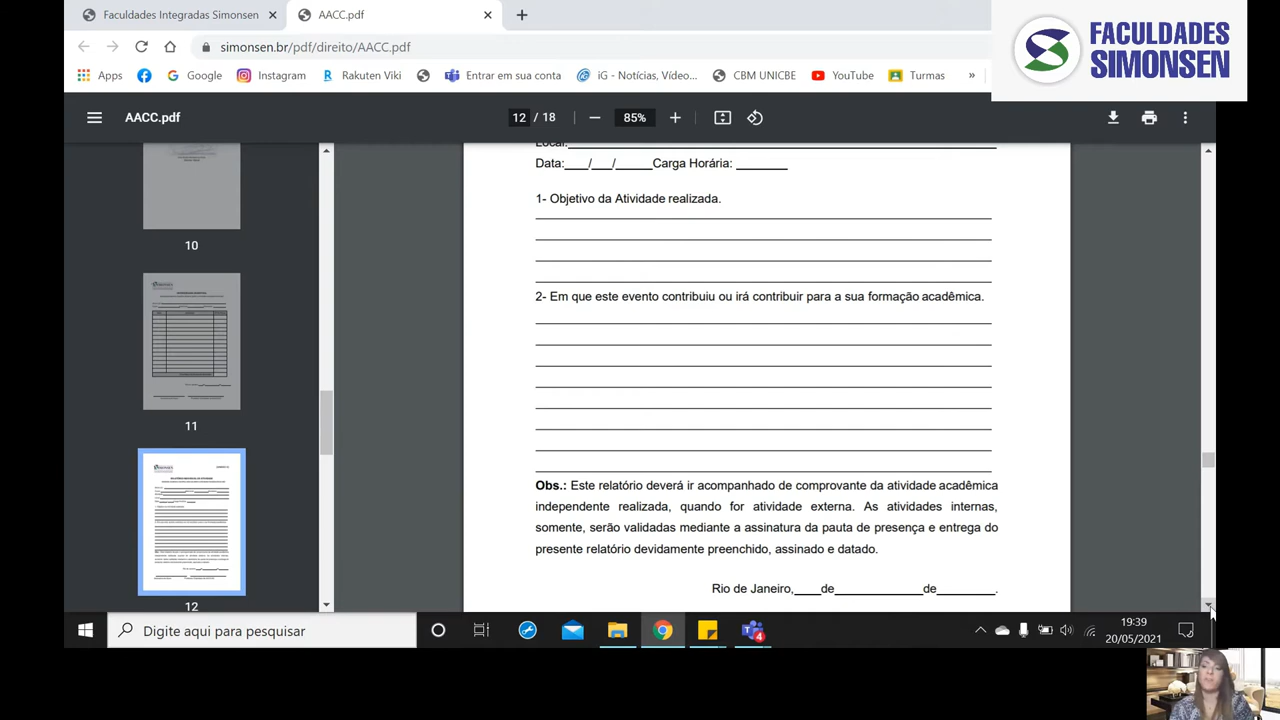 Faculdades Integradas Simonsen
AACC.pdf
simonsen.br/pdf/direito/AACC.pdf
Apps
Google
Instagram
Rakuten Viki
Entrar em sua conta
iG - Notícias, Vídeo...
CBM UNICBE
YouTube
Turmas
»
FACULDADES
SIMONSEN
AACC.pdf
12 / 18
85%
Local:
Data:___/___/_____Carga Horária: _______
1- Objetivo da Atividade realizada.
2- Em que este evento contribuiu ou irá contribuir para a sua formação acadêmica.
Obs.: Este relatório deverá ir acompanhado de comprovante da atividade acadêmica
independente realizada, quando for atividade externa. As atividades internas,
somente, serão validadas mediante a assinatura da pauta de presença e entrega do
presente relatório devidamente preenchido, assinado e datado.
Rio de Janeiro,____de_____________de_________.
10
11
12
Digite aqui para pesquisar
4
19:39
20/05/2021